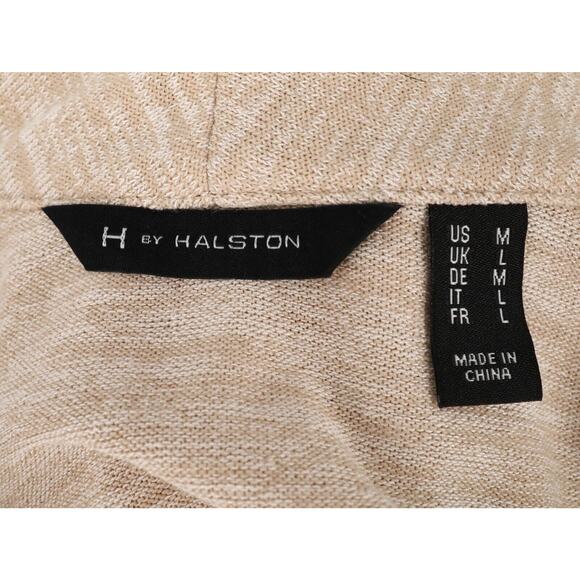 H BY HALSTON
US M
UK L
DE M
IT L
FR L
MADE IN
CHINA